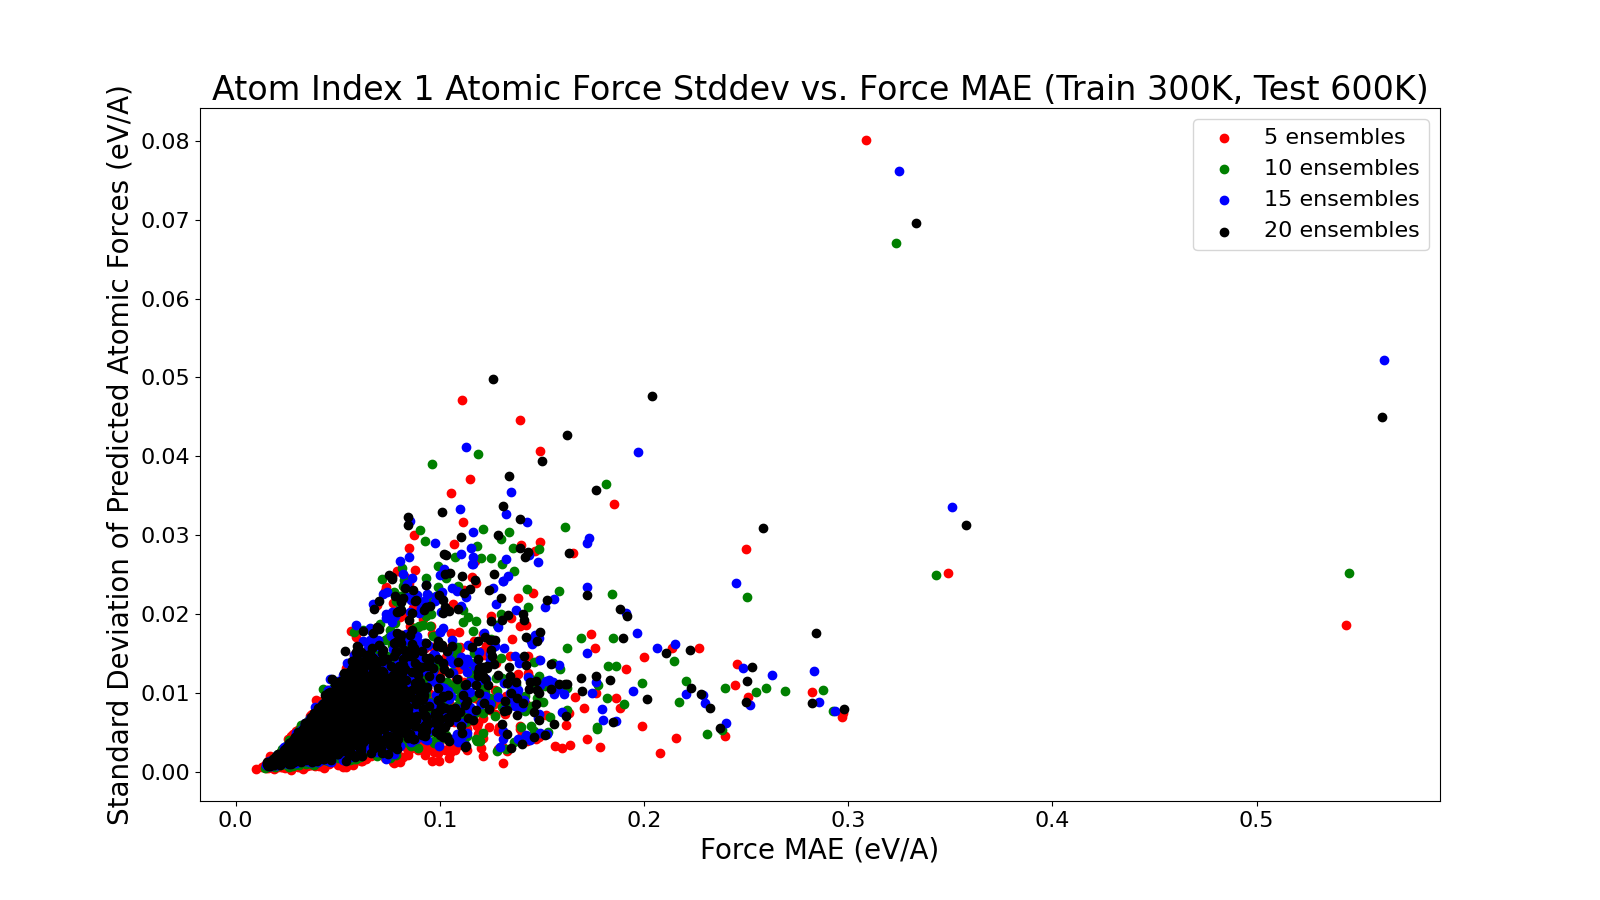 Atom Index 1 Atomic Force Stddev vs. Force MAE (Train 300K, Test 600K)
Standard Deviation of Predicted Atomic Forces (eV/A)
0.08
0.07
0.06
0.05
0.04
0.03
0.02
0.01
0.00
5 ensembles
10 ensembles
15 ensembles
20 ensembles
0.0 0.1 0.2 0.3 0.4 0.5
Force MAE (eV/A)